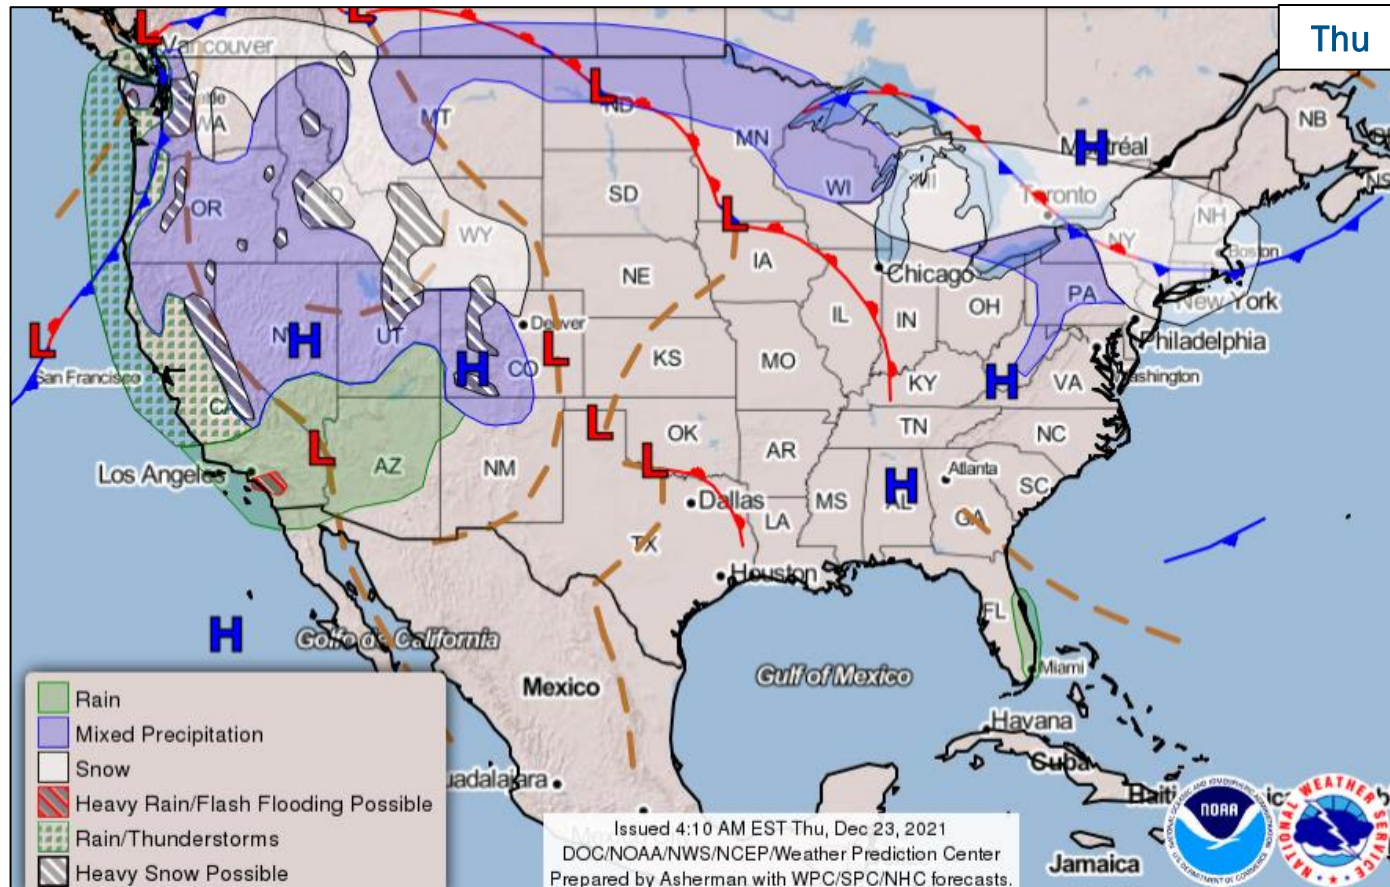 Thu
L
L
Vancouver
WA
MT
L
ND
MN
H
Montréal
NB
OR
SD
WI
MI
Toronto
NH
WY
L
IA
NY
Boston
NE
Chicago
PA
New York
L
San Francisco
NV
H
UT
Denver
L
CO
H
KS
MO
IL
IN
OH
KY
H
VA
Philadelphia
Washington
CA
L
AZ
NM
L
OK
L
AR
TN
NC
Los Angeles
Dallas
MS
H
AL
Atlanta
SC
GA
LA
TX
Houston
FL
H
Golfo de California
Mexico
Gulf of Mexico
Miami
Havana
Cuba
Guadalajara
Haiti
Jamaica
Rain
Mixed Precipitation
Snow
Heavy Rain/Flash Flooding Possible
Rain/Thunderstorms
Heavy Snow Possible
Issued 4:10 AM EST Thu, Dec 23, 2021
DOC/NOAA/NWS/NCEP/Weather Prediction Center
Prepared by Asherman with WPC/SPC/NHC forecasts.
NOAA
NATIONAL WEATHER SERVICE